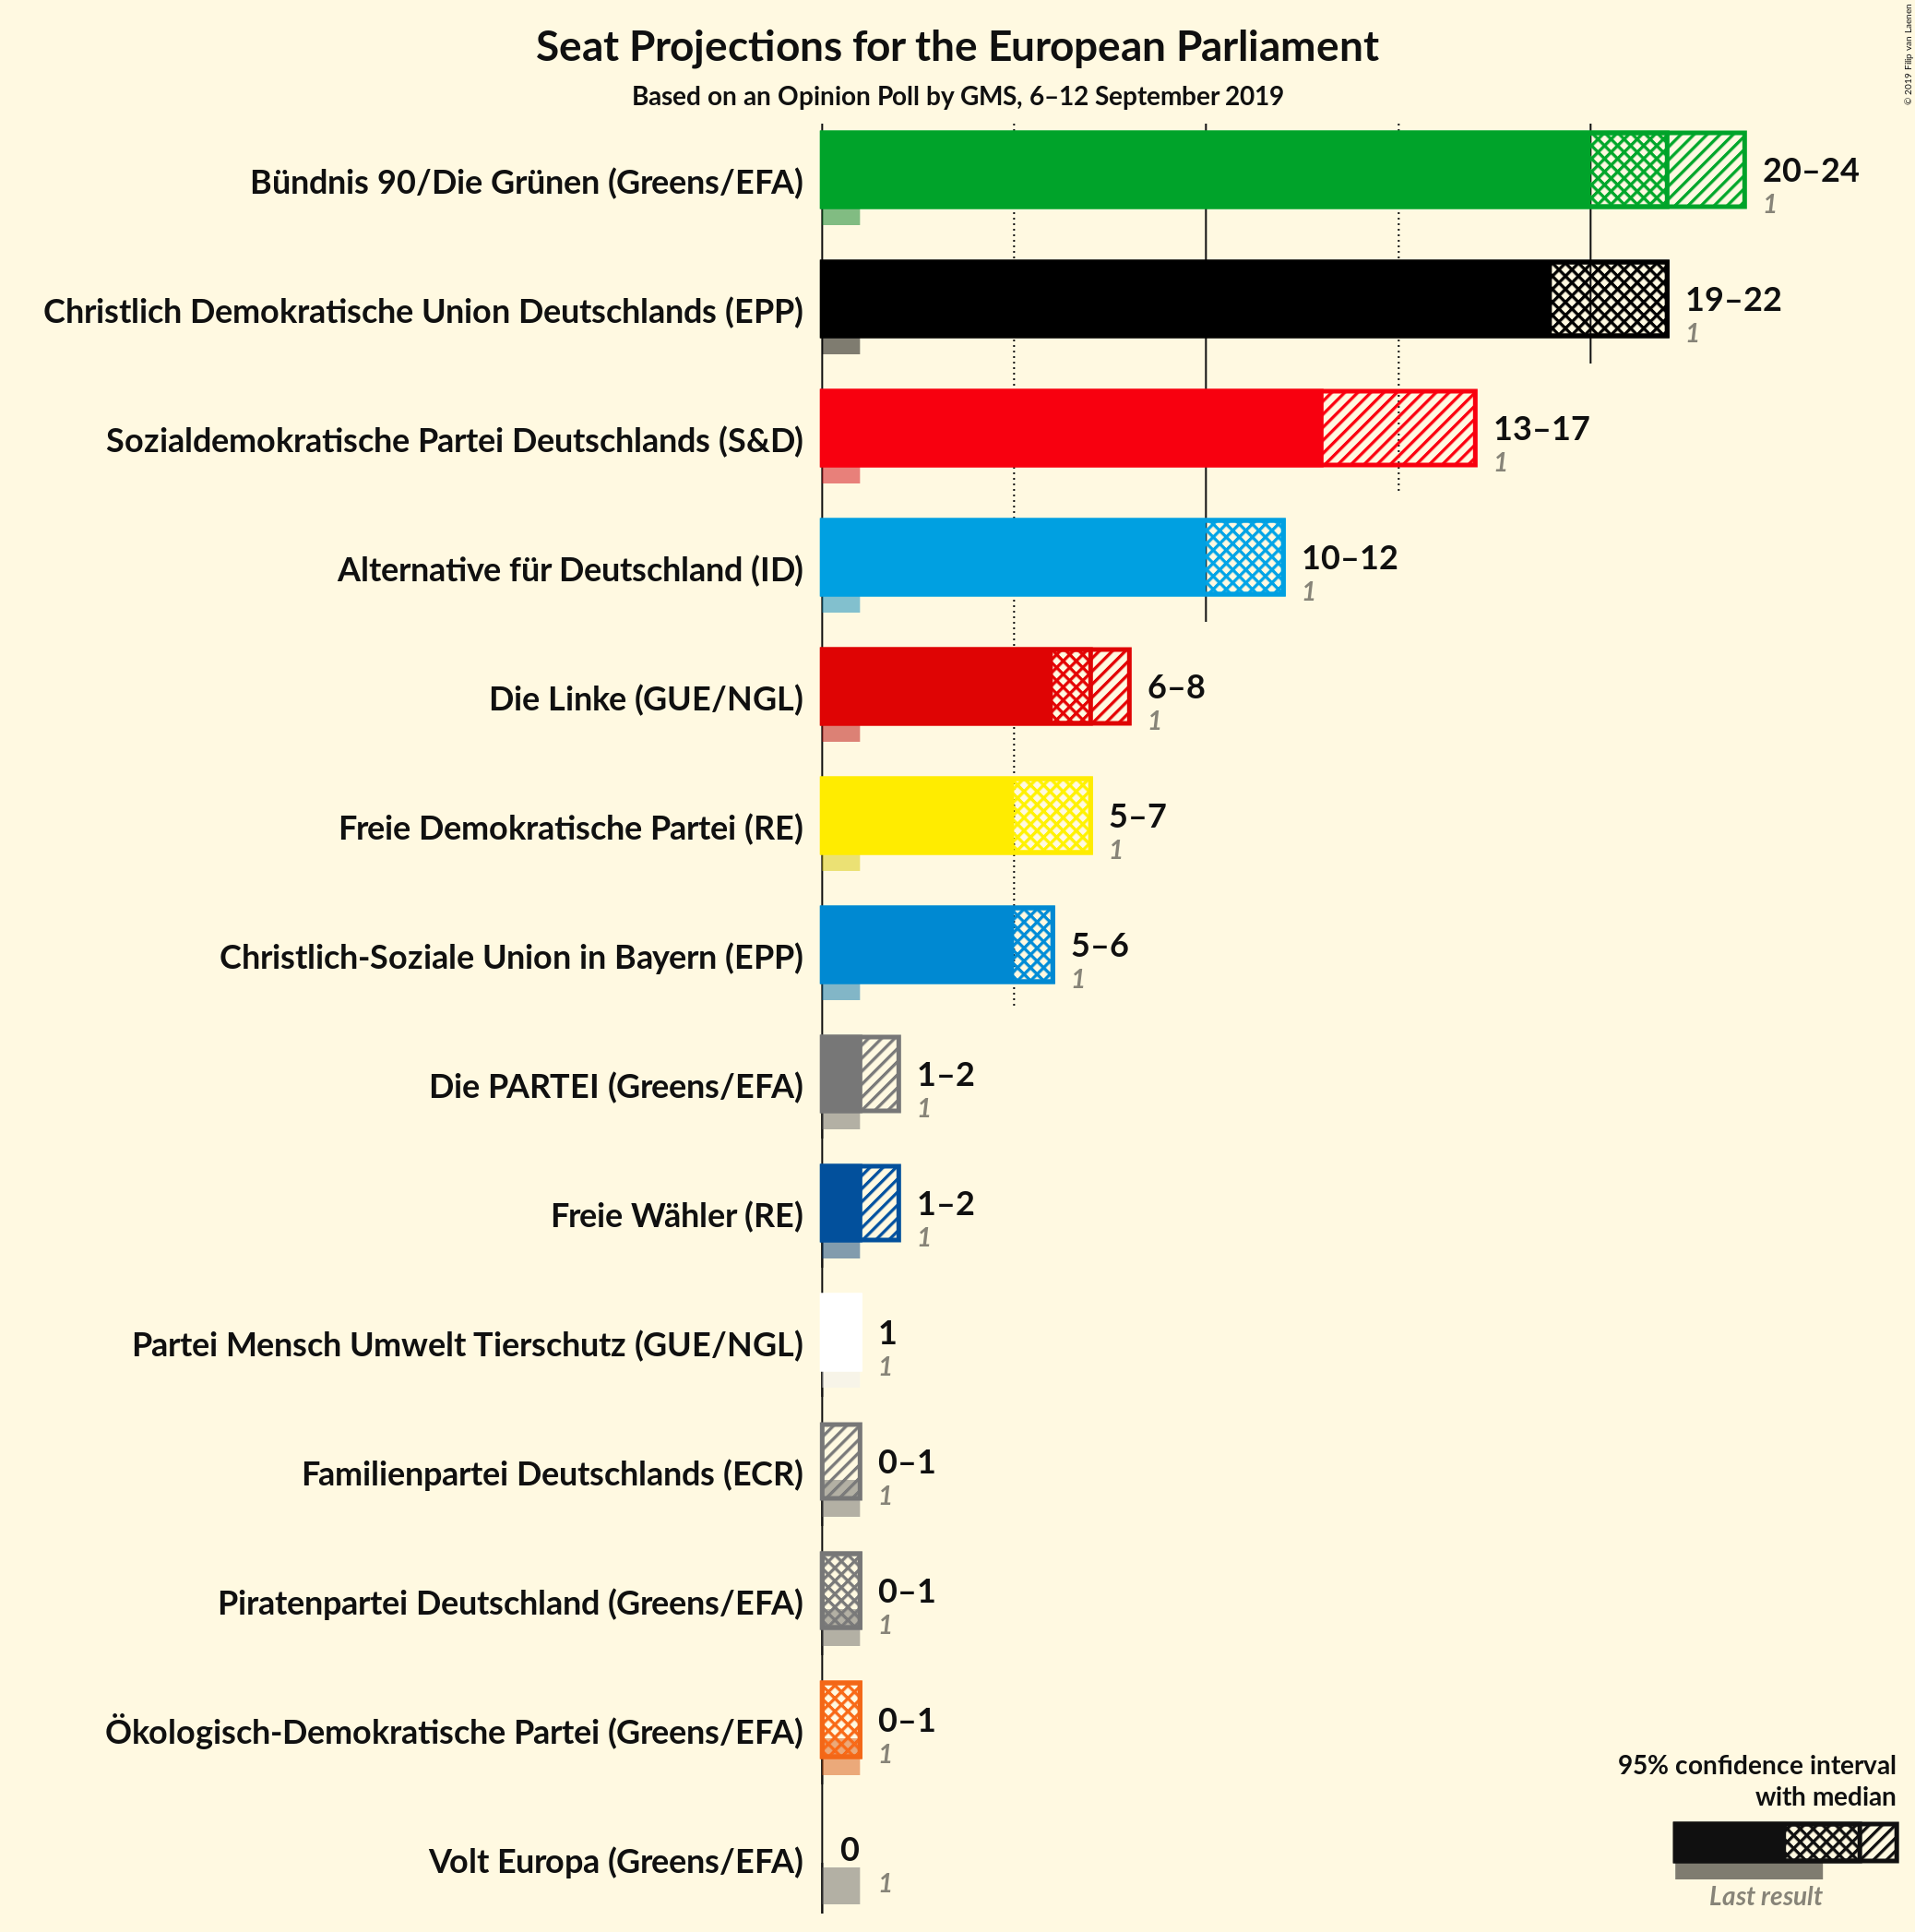 Seat Projections for the European Parliament
Based on an Opinion Poll by GMS, 6–12 September 2019
© 2019 Filip van Laenen
Bündnis 90/Die Grünen (Greens/EFA)
20–24
1
Christlich Demokratische Union Deutschlands (EPP)
19–22
1
Sozialdemokratische Partei Deutschlands (S&D)
13–17
1
Alternative für Deutschland (ID)
10–12
1
Die Linke (GUE/NGL)
6–8
1
Freie Demokratische Partei (RE)
5–7
1
Christlich-Soziale Union in Bayern (EPP)
5–6
1
Die PARTEI (Greens/EFA)
1–2
1
Freie Wähler (RE)
1–2
1
Partei Mensch Umwelt Tierschutz (GUE/NGL)
1
1
Familienpartei Deutschlands (ECR)
0–1
1
Piratenpartei Deutschland (Greens/EFA)
0–1
1
Ökologisch-Demokratische Partei (Greens/EFA)
0–1
1
Volt Europa (Greens/EFA)
0
1
95% confidence interval
with median
Last result